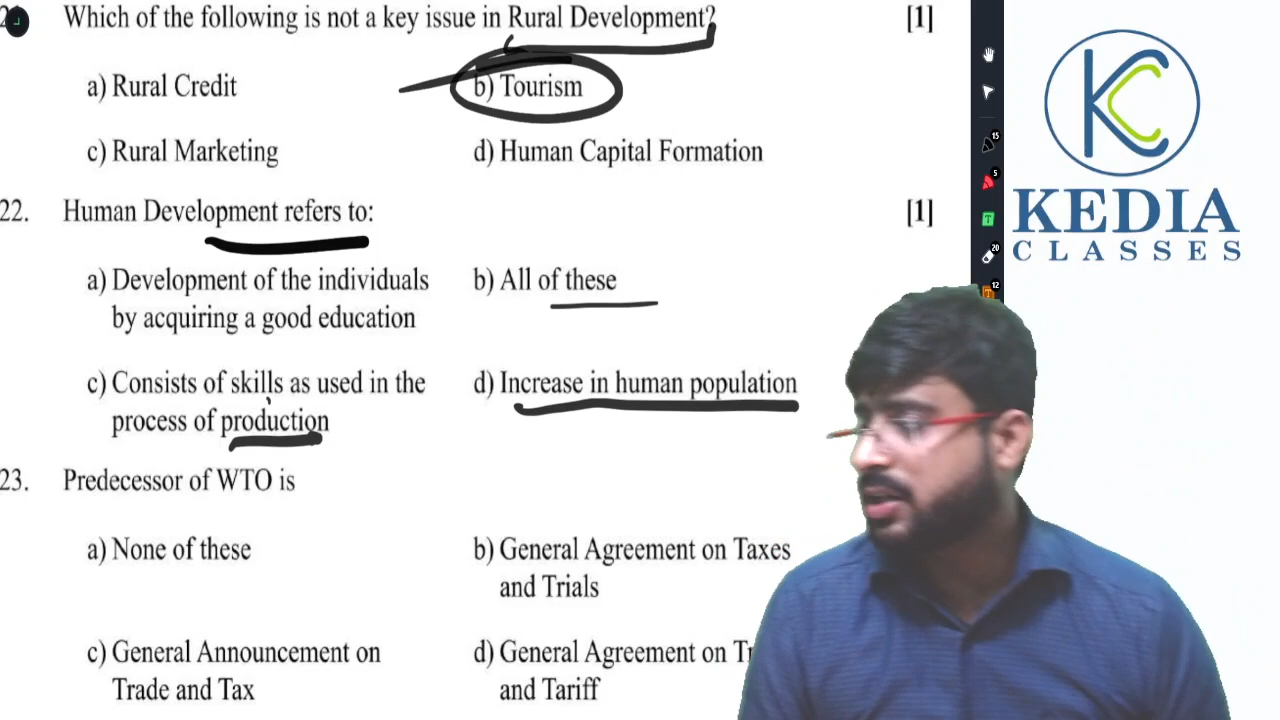 Which of the following is not a key issue in Rural Development? [1]
a) Rural Credit b) Tourism
c) Rural Marketing d) Human Capital Formation
22. Human Development refers to: [1]
a) Development of the individuals by acquiring a good education
b) All of these
c) Consists of skills as used in the process of production
d) Increase in human population
23. Predecessor of WTO is
a) None of these
b) General Agreement on Taxes and Trials
c) General Announcement on Trade and Tax
d) General Agreement on
and Tariff
KEDIA
CLASSES
15
5
T
20
T
12